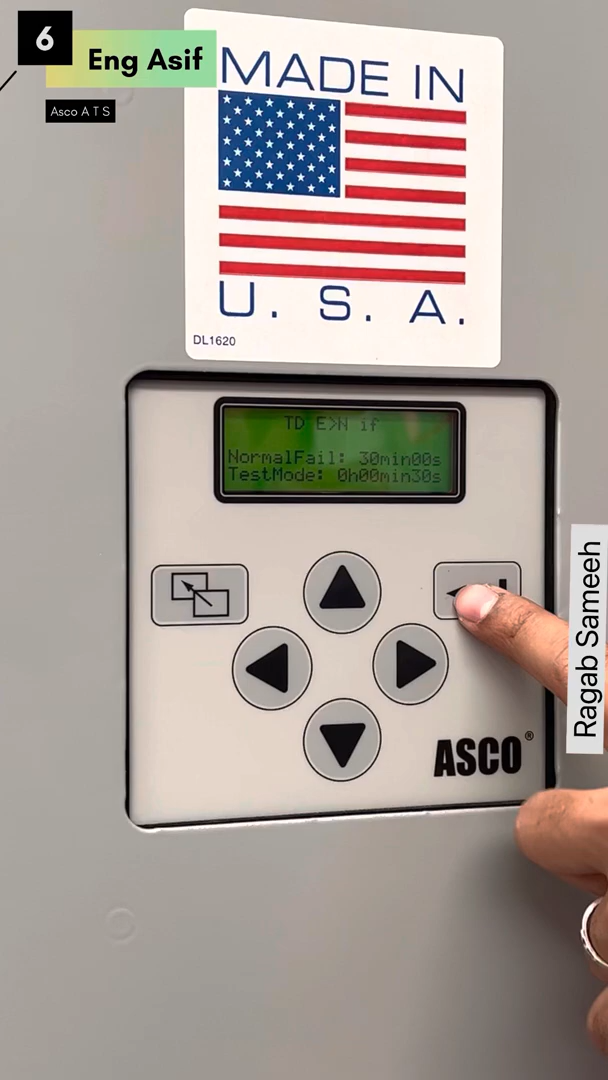 6
Eng Asif
Asco A T S
MADE IN
U. S. A.
DL1620
TD E>N if
NormalFail: 30min00s
TestMode: 0h00min30s
ASCO®
Ragab Sameeh